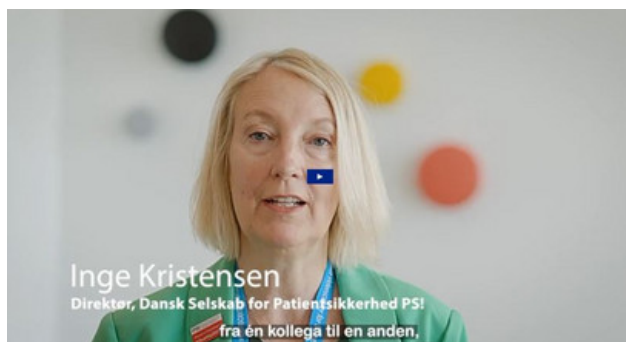 Inge Kristensen
Direktør, Dansk Selskab for Patientsikkerhed PS!
fra én kollega til en anden,